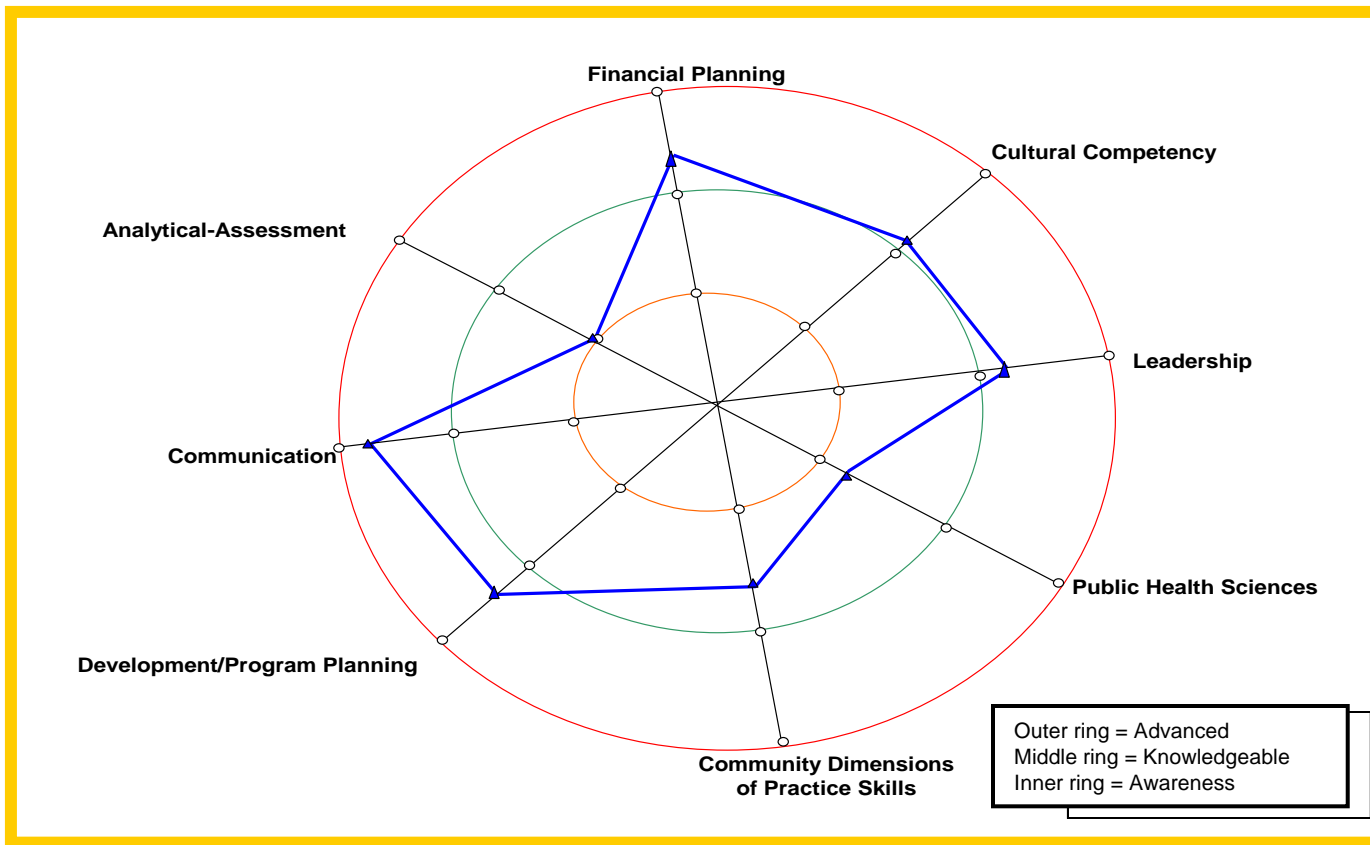 Financial Planning
Cultural Competency
Analytical-Assessment
Leadership
Communication
Public Health Sciences
Development/Program Planning
Community Dimensions
of Practice Skills
Outer ring = Advanced
Middle ring = Knowledgeable
Inner ring = Awareness